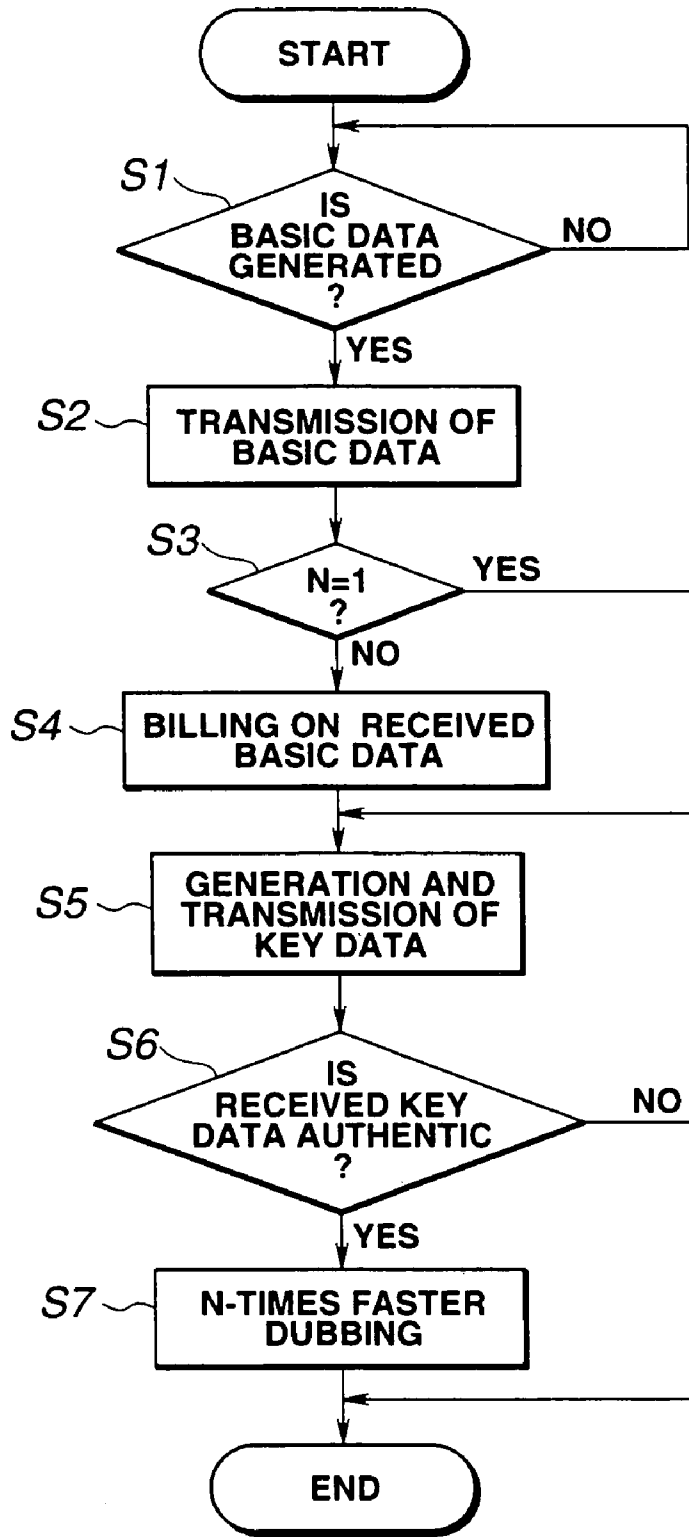 START
S1
IS
BASIC DATA
GENERATED
?
NO
YES
S2
TRANSMISSION OF
BASIC DATA
S3
N=1
?
YES
NO
S4
BILLING ON RECEIVED
BASIC DATA
S5
GENERATION AND
TRANSMISSION OF
KEY DATA
S6
IS
RECEIVED KEY
DATA AUTHENTIC
?
NO
YES
S7
N-TIMES FASTER
DUBBING
END